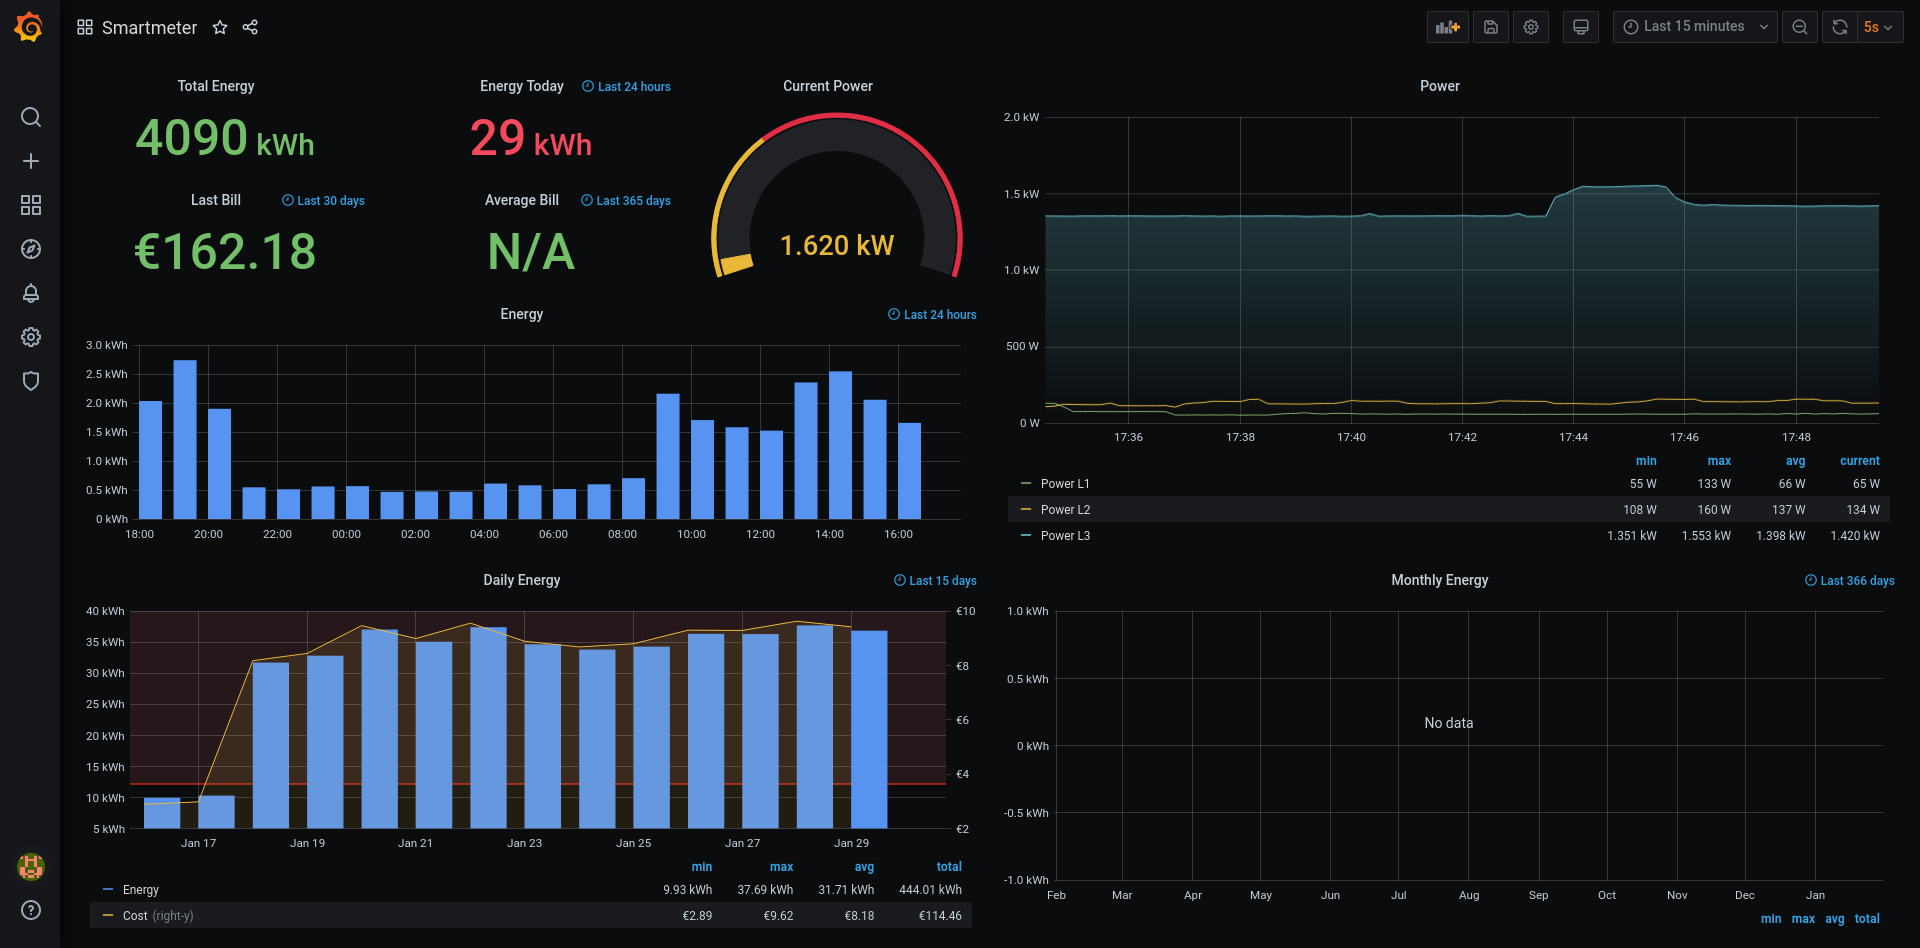 Smartmeter
Last 15 minutes
5s
Total Energy
4090 kWh
Energy Today
Last 24 hours
29 kWh
Last Bill
Last 30 days
€162.18
Average Bill
Last 365 days
N/A
Current Power
1.620 kW
Power
2.0 kW
1.5 kW
1.0 kW
500 W
0 W
17:36 17:38 17:40 17:42 17:44 17:46 17:48
min max avg current
Power L1 55 W 133 W 66 W 65 W
Power L2 108 W 160 W 137 W 134 W
Power L3 1.351 kW 1.553 kW 1.398 kW 1.420 kW
Energy
Last 24 hours
3.0 kWh
2.5 kWh
2.0 kWh
1.5 kWh
1.0 kWh
0.5 kWh
0 kWh
18:00 20:00 22:00 00:00 02:00 04:00 06:00 08:00 10:00 12:00 14:00 16:00
Daily Energy
Last 15 days
40 kWh
35 kWh
30 kWh
25 kWh
20 kWh
15 kWh
10 kWh
5 kWh
€10
€8
€6
€4
€2
Jan 17 Jan 19 Jan 21 Jan 23 Jan 25 Jan 27 Jan 29
min max avg total
Energy 9.93 kWh 37.69 kWh 31.71 kWh 444.01 kWh
Cost (right-y) €2.89 €9.62 €8.18 €114.46
Monthly Energy
Last 366 days
1.0 kWh
0.5 kWh
0 kWh
-0.5 kWh
-1.0 kWh
No data
Feb Mar Apr May Jun Jul Aug Sep Oct Nov Dec Jan
min max avg total